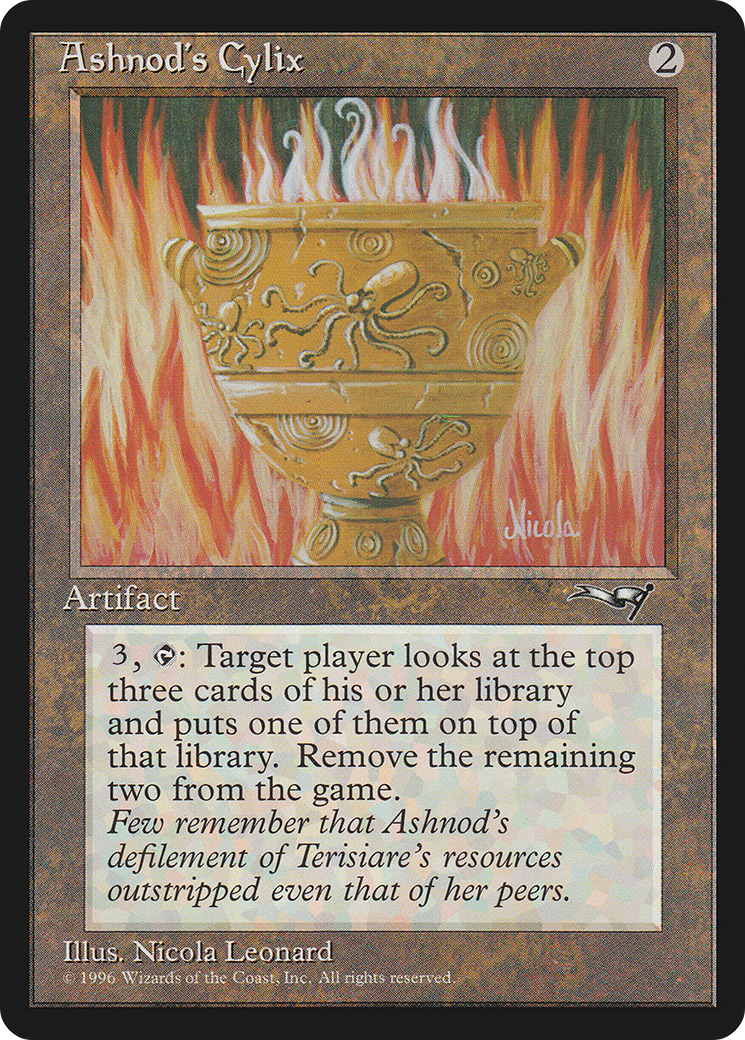 Ashnod's Cylix
2
Nicola
Artifact
3, : Target player looks at the top
three cards of his or her library
and puts one of them on top of
that library. Remove the remaining
two from the game.
Few remember that Ashnod's
defilement of Terisiare's resources
outstripped even that of her peers.
Illus. Nicola Leonard
© 1996 Wizards of the Coast, Inc. All rights reserved.